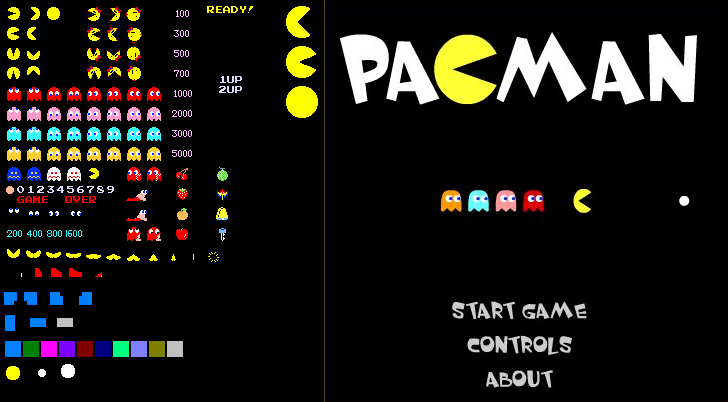 READY!
100
300
500
700
1UP
2UP
1000
2000
3000
5000
0123456789
GAME OVER
200 400 800 1600
PACMAN
START GAME
CONTROLS
ABOUT